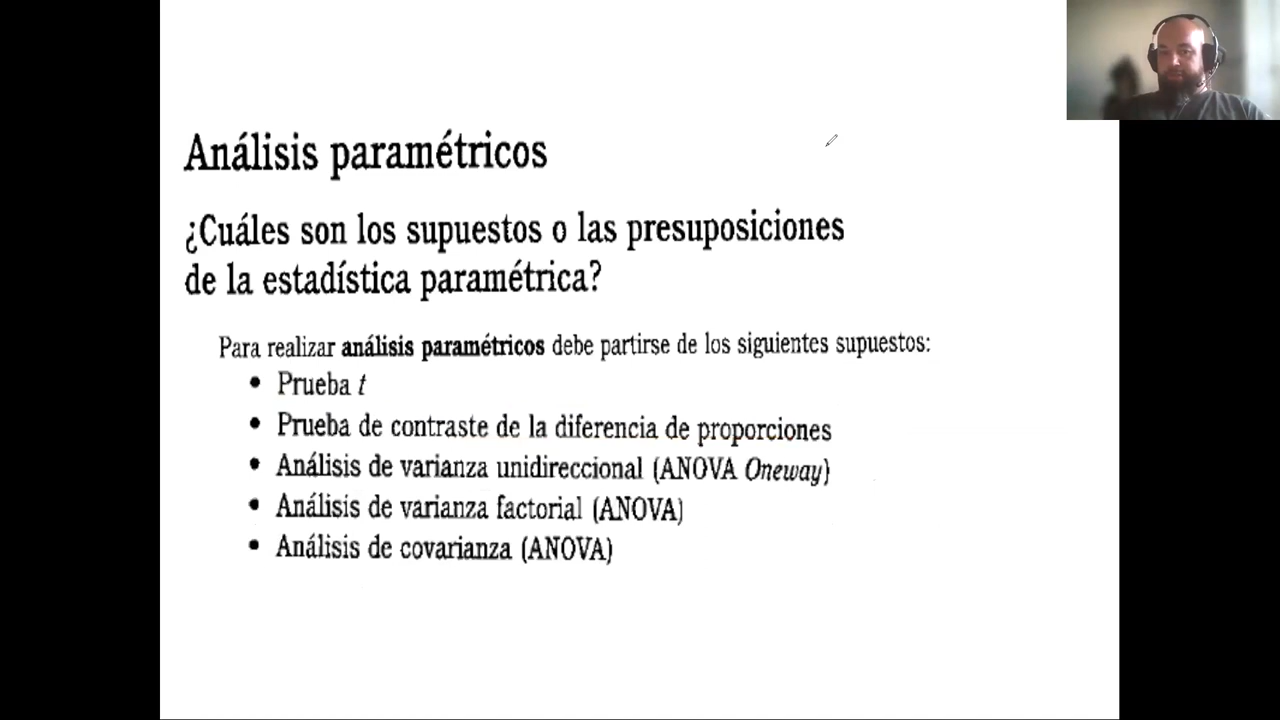 Análisis paramétricos
¿Cuáles son los supuestos o las presuposiciones
de la estadística paramétrica?
Para realizar análisis paramétricos debe partirse de los siguientes supuestos:
• Prueba t
• Prueba de contraste de la diferencia de proporciones
• Análisis de varianza unidireccional (ANOVA Oneway)
• Análisis de varianza factorial (ANOVA)
• Análisis de covarianza (ANOVA)